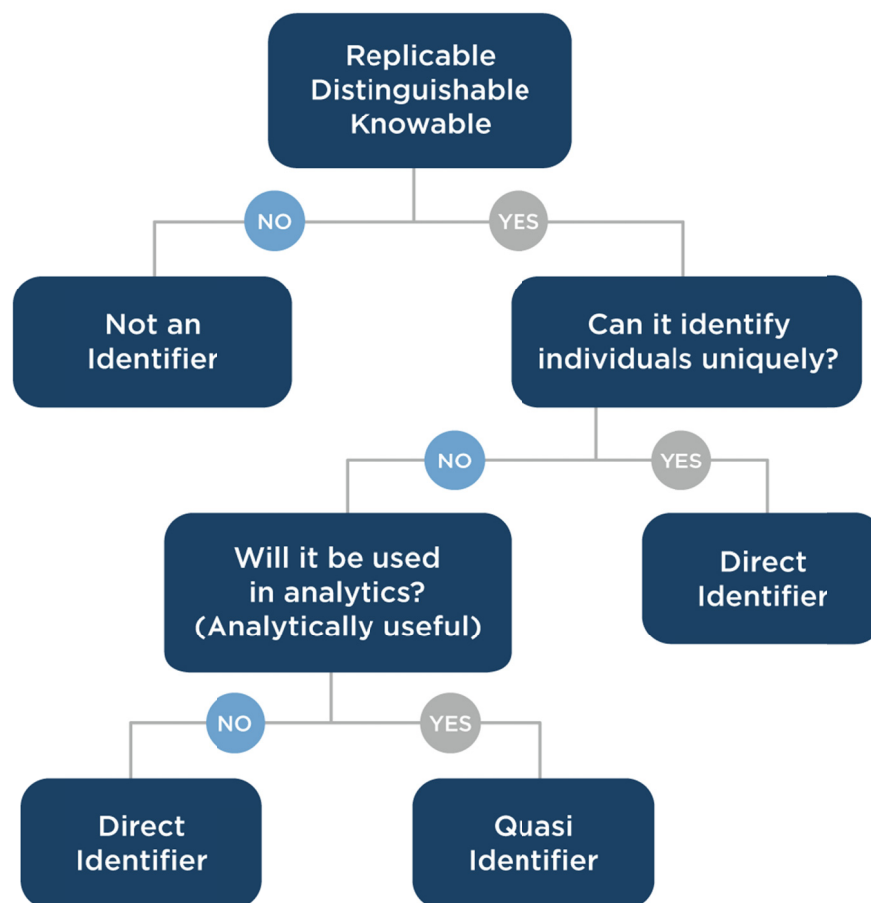 Replicable
Distinguishable
Knowable
NO
YES
Not an
Identifier
Can it identify
individuals uniquely?
NO
YES
Will it be used
in analytics?
(Analytically useful)
Direct
Identifier
NO
YES
Direct
Identifier
Quasi
Identifier